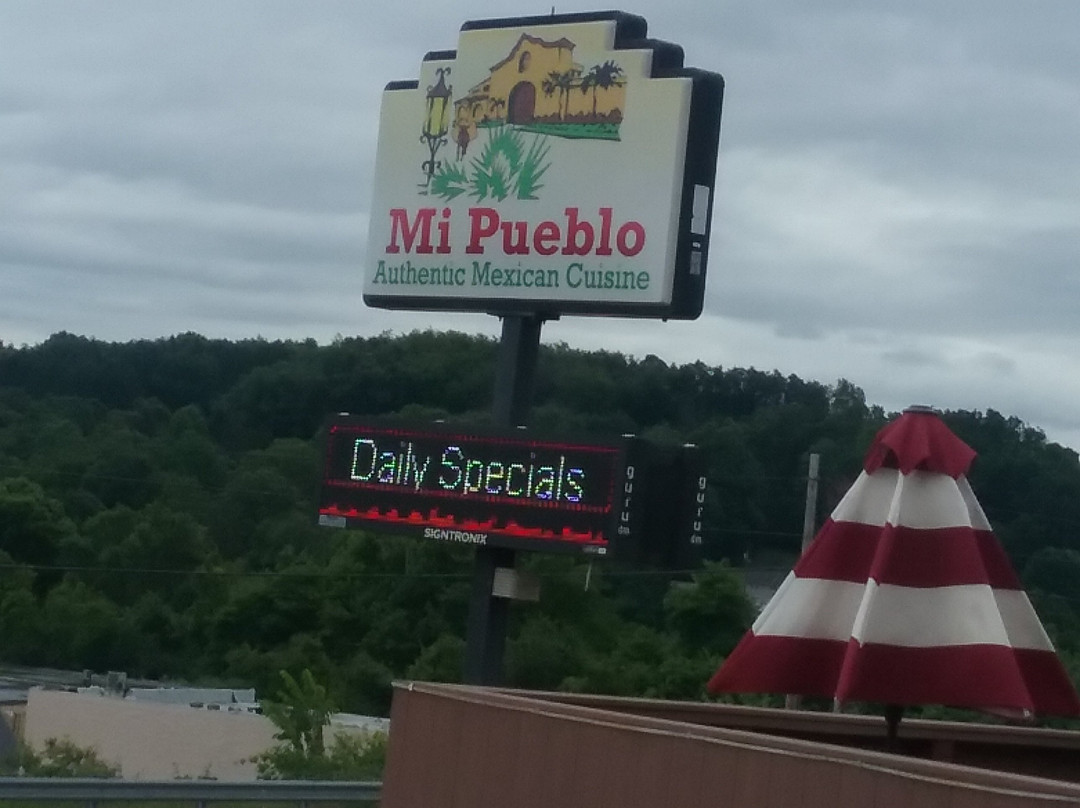 Mi Pueblo
Authentic Mexican Cuisine
Daily Specials
SIGNTRONIX
guru
guru